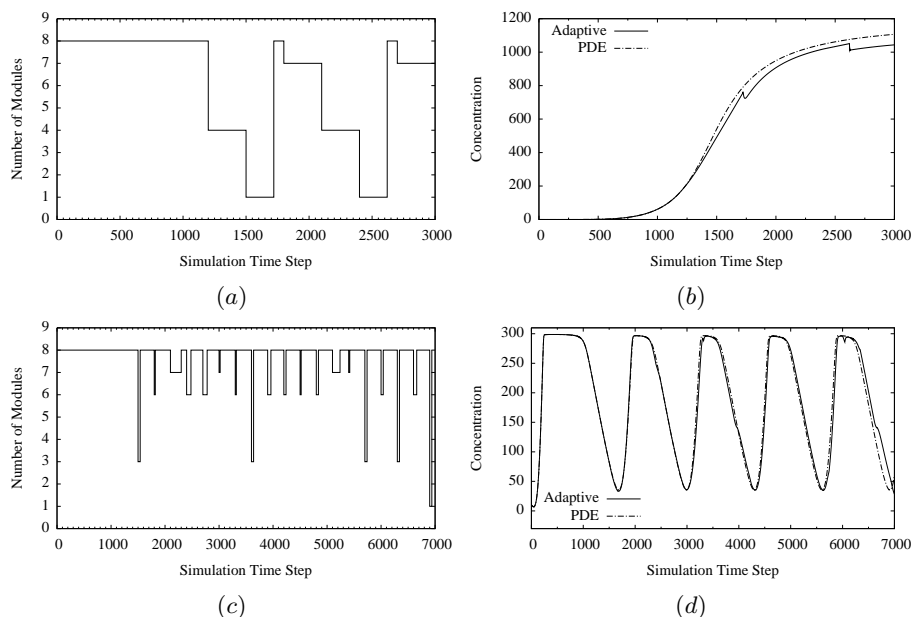 Number of Modules
9
8
7
6
5
4
3
2
1
0
0 500 1000 1500 2000 2500 3000
Simulation Time Step
(a)
Concentration
1200
1000
800
600
400
200
0
Adaptive
PDE
0 500 1000 1500 2000 2500 3000
Simulation Time Step
(b)
Number of Modules
9
8
7
6
5
4
3
2
1
0
0 1000 2000 3000 4000 5000 6000 7000
Simulation Time Step
(c)
Concentration
300
250
200
150
100
50
0
Adaptive
PDE
0 1000 2000 3000 4000 5000 6000 7000
Simulation Time Step
(d)